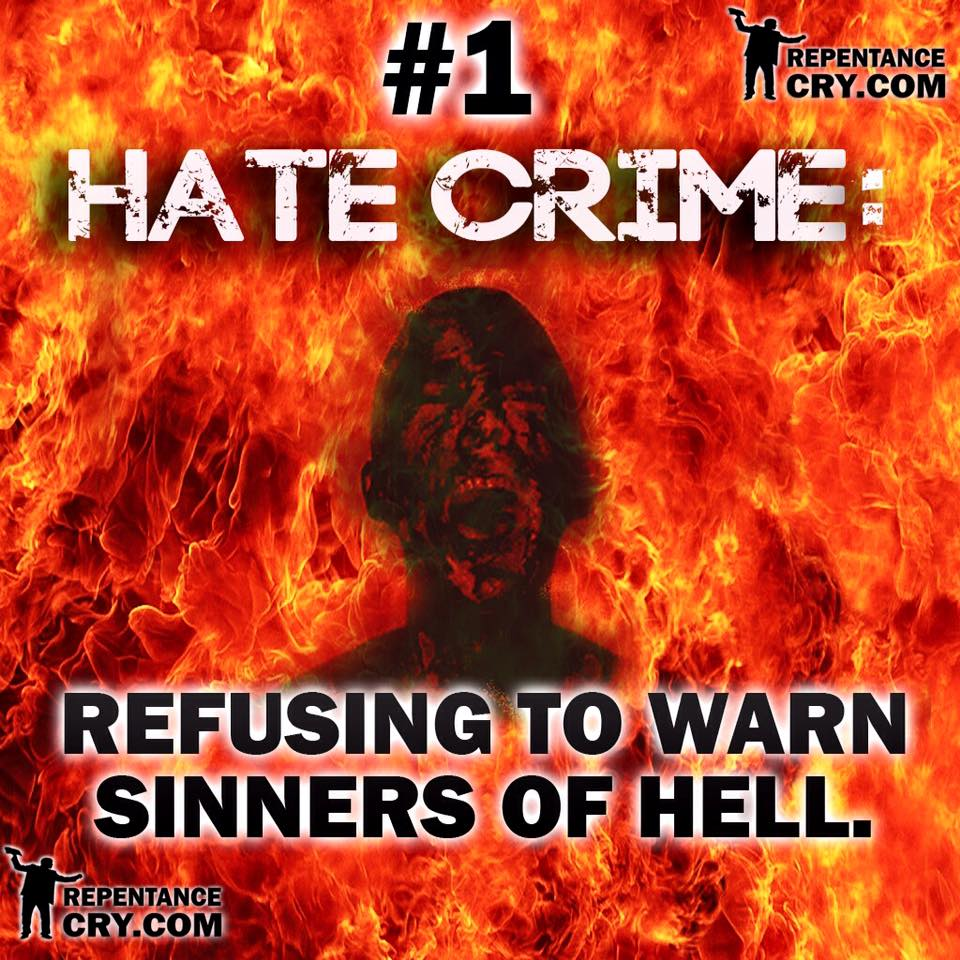 #1
REPENTANCE
CRY.COM
HATE CRIME:
REFUSING TO WARN
SINNERS OF HELL.
REPENTANCE
CRY.COM